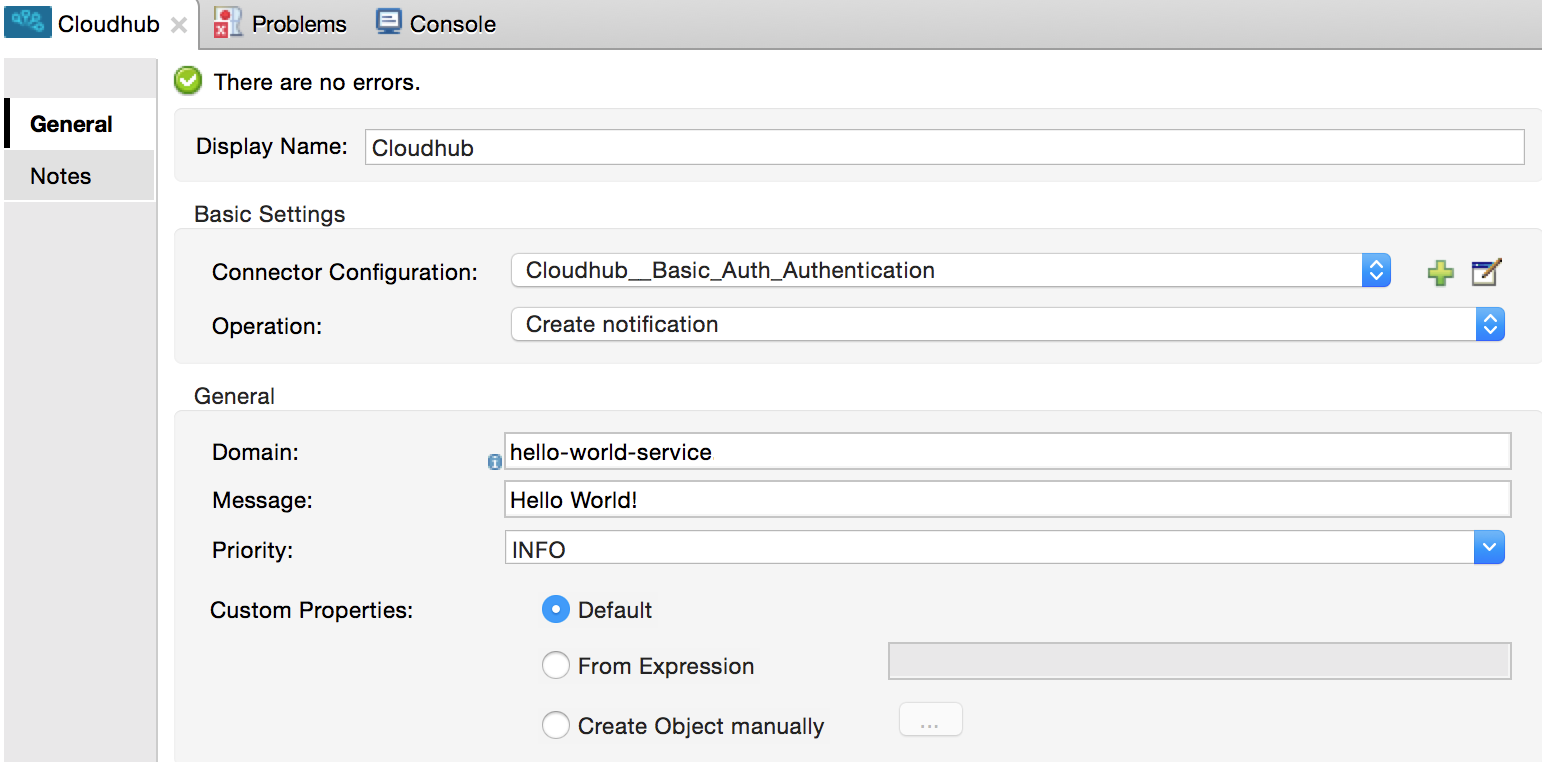 Cloudhub Problems Console
There are no errors.
General
Notes
Display Name: Cloudhub
Basic Settings
Connector Configuration: Cloudhub__Basic_Auth_Authentication
Operation: Create notification
General
Domain: hello-world-service
Message: Hello World!
Priority: INFO
Custom Properties: Default
From Expression
Create Object manually ...